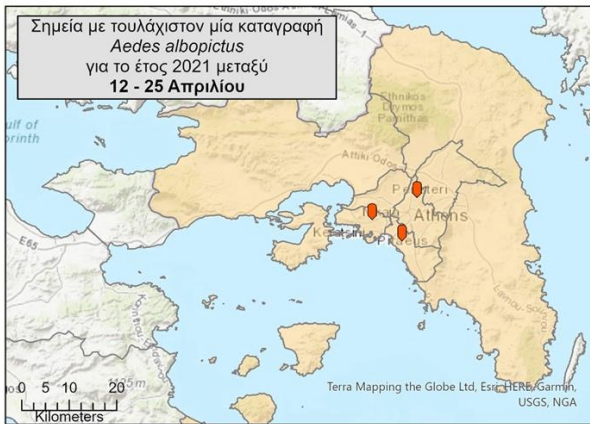 Σημεία με τουλάχιστον μία καταγραφή
Aedes albopictus
για το έτος 2021 μεταξύ
12 - 25 Απριλίου
Ethnikos
Drymos
Parnithas
Gulf of
Attiki Odos
Athens
Piraeus
E65
0 5 10 20
Kilometers
Terra Mapping the Globe Ltd, Esri, HERE, Garmin,
USGS, NGA